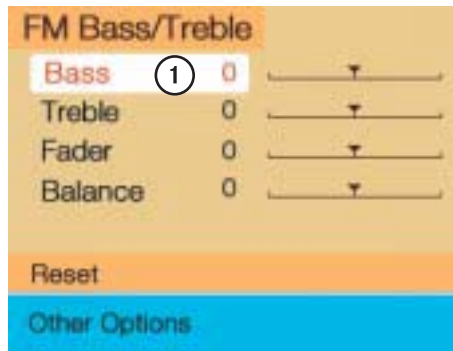 FM Bass/Treble
Bass 1 0
Treble 0
Fader 0
Balance 0
Reset
Other Options